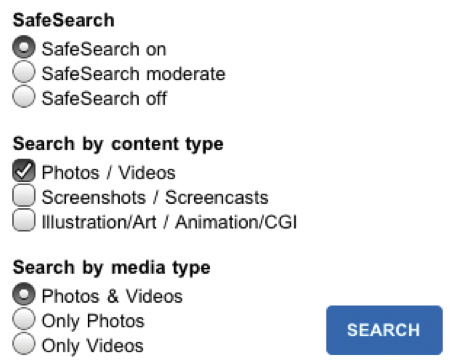 SafeSearch
SafeSearch on
SafeSearch moderate
SafeSearch off
Search by content type
Photos / Videos
Screenshots / Screencasts
Illustration/Art / Animation/CGI
Search by media type
Photos & Videos
Only Photos
Only Videos
SEARCH